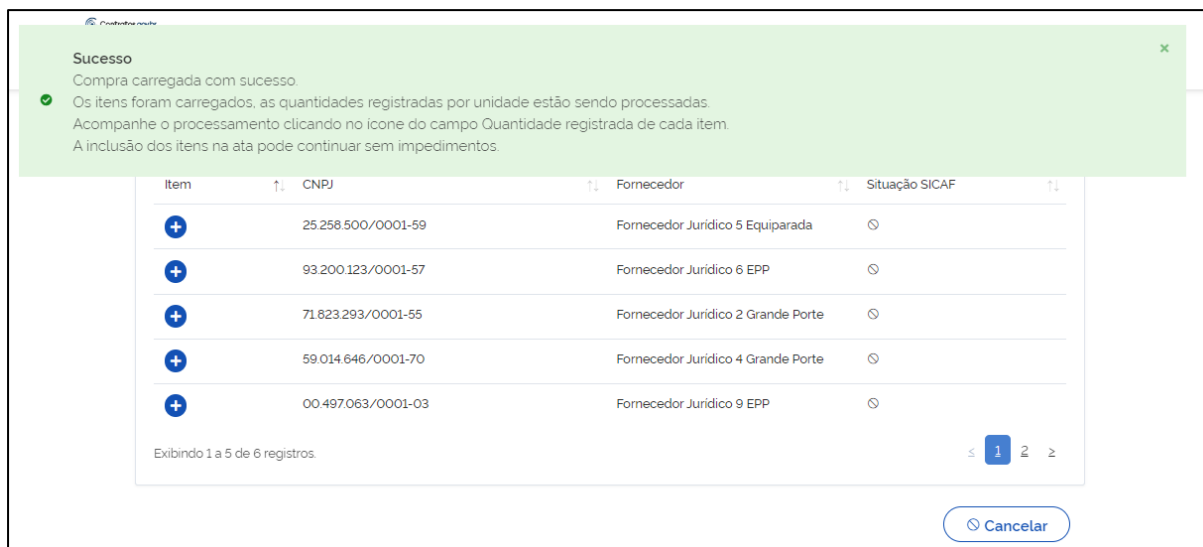 Contratos.gov.br
Sucesso
Compra carregada com sucesso.
Os itens foram carregados, as quantidades registradas por unidade estão sendo processadas.
Acompanhe o processamento clicando no ícone do campo Quantidade registrada de cada item.
A inclusão dos itens na ata pode continuar sem impedimentos.
Item CNPJ Fornecedor Situação SICAF
25.258.500/0001-59 Fornecedor Jurídico 5 Equiparada
93.200.123/0001-57 Fornecedor Jurídico 6 EPP
71.823.293/0001-55 Fornecedor Jurídico 2 Grande Porte
59.014.646/0001-70 Fornecedor Jurídico 4 Grande Porte
00.497.063/0001-03 Fornecedor Jurídico 9 EPP
Exibindo 1 a 5 de 6 registros. ≤ 1 2 ≥
Cancelar